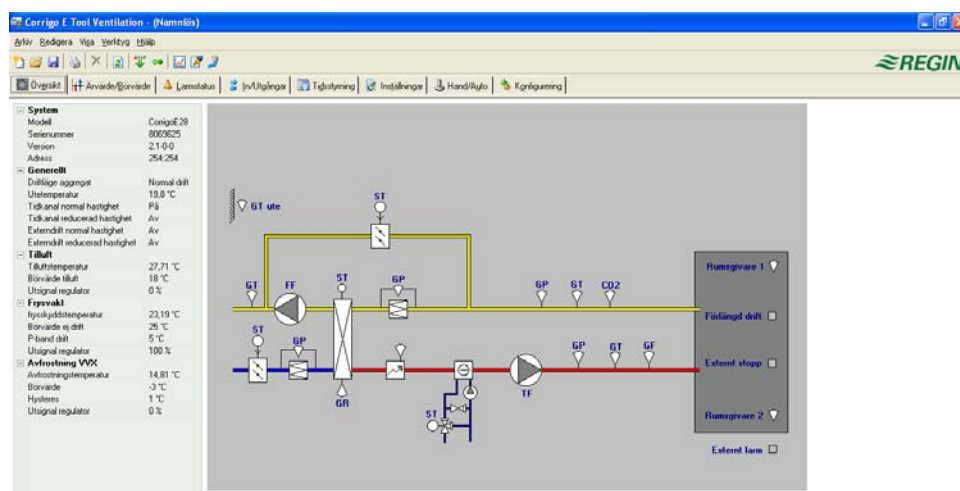 Corrigo E Tool Ventilation - (Namnlös)
Arkiv Redigera Visa Verktyg Hjälp
REGIN
Översikt Ärvärde/Börvärde Larmstatus In/Utgångar Tidsstyrning Inställningar Hand/Auto Konfigurering
System
Modell CorrigoE28
Serienummer 8069625
Version 2.1-0-0
Adress 254:254
Generellt
Driftläge aggregat Normal drift
Utetemperatur 19,8 °C
Tidkanal normal hastighet På
Tidkanal reducerad hastighet Av
Externdrift normal hastighet Av
Externdrift reducerad hastighet Av
Tilluft
Tilluftstemperatur 27,71 °C
Börvärde tilluft 18 °C
Utsignal regulator 0 %
Frysvakt
frysskyddstemperatur 23,19 °C
Börvärde ej drift 25 °C
P-band drift 5 °C
Utsignal regulator 100 %
Avfrostning VVX
Avfrostningstemperatur 14,81 °C
Börvärde -3 °C
Hysteres 1 °C
Utsignal regulator 0 %
GT ute
ST
GT FF ST GP GP GT CO2
Rumsgivare 1
Förlängd drift
ST GP GP GT GF
Externt stopp
GR TF
ST
Rumsgivare 2
Externt larm